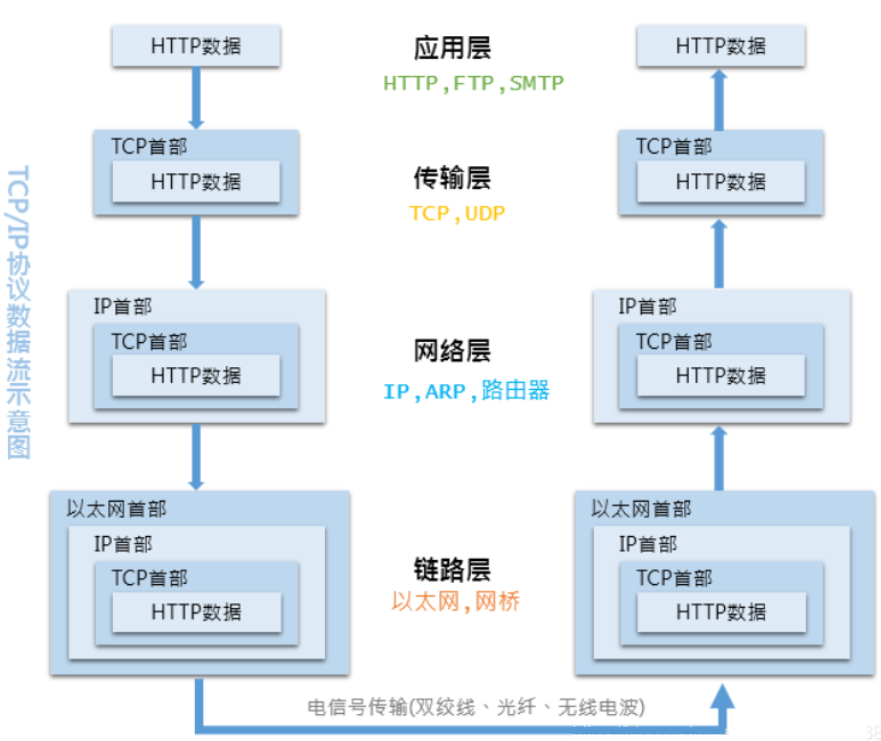 TCP/IP协议数据流示意图
HTTP数据
应用层
HTTP数据
HTTP,FTP,SMTP
TCP首部
HTTP数据
传输层
TCP,UDP
TCP首部
HTTP数据
IP首部
TCP首部
HTTP数据
网络层
IP,ARP,路由器
IP首部
TCP首部
HTTP数据
以太网首部
IP首部
TCP首部
HTTP数据
链路层
以太网,网桥
以太网首部
IP首部
TCP首部
HTTP数据
电信号传输(双绞线、光纤、无线电波)